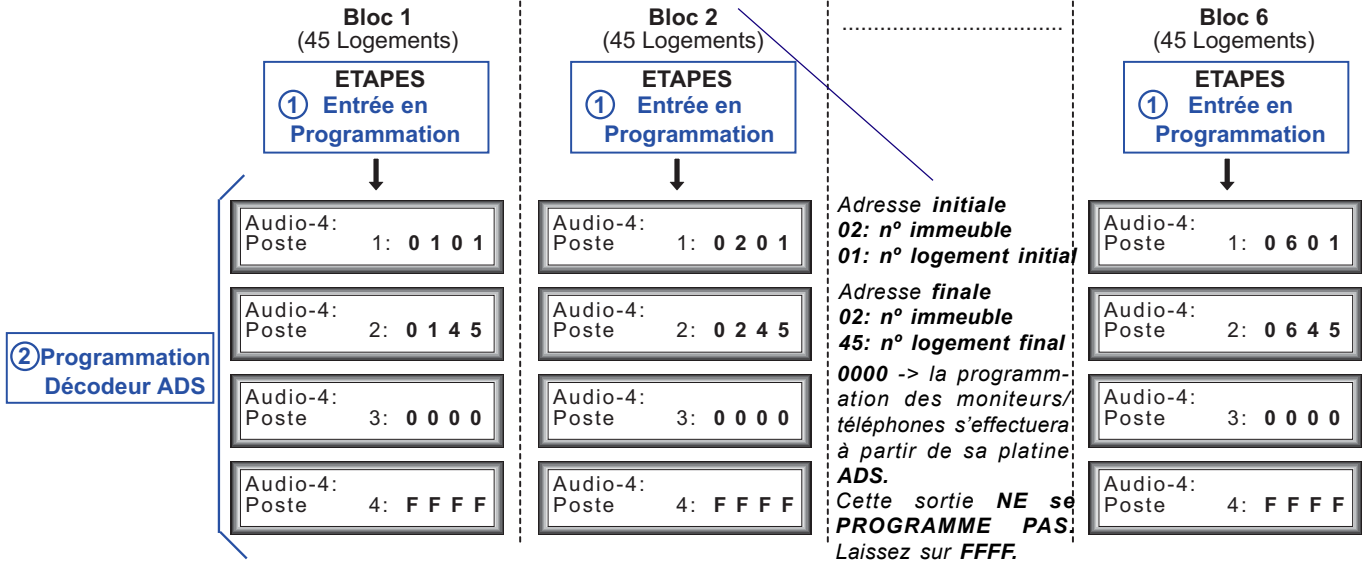 Bloc 1
(45 Logements)
ETAPES
1 Entrée en
Programmation
Audio-4:
Poste 1: 0 1 0 1
Audio-4:
Poste 2: 0 1 4 5
Audio-4:
Poste 3: 0 0 0 0
Audio-4:
Poste 4: F F F F
2 Programmation
Décodeur ADS
Bloc 2
(45 Logements)
ETAPES
1 Entrée en
Programmation
Audio-4:
Poste 1: 0 2 0 1
Audio-4:
Poste 2: 0 2 4 5
Audio-4:
Poste 3: 0 0 0 0
Audio-4:
Poste 4: F F F F
...................................
Adresse initiale
02: nº immeuble
01: nº logement initial
Adresse finale
02: nº immeuble
45: nº logement final
0000 -> la programm-
ation des moniteurs/
téléphones s'effectuera
à partir de sa platine
ADS.
Cette sortie NE se
PROGRAMME PAS.
Laissez sur FFFF.
Bloc 6
(45 Logements)
ETAPES
1 Entrée en
Programmation
Audio-4:
Poste 1: 0 6 0 1
Audio-4:
Poste 2: 0 6 4 5
Audio-4:
Poste 3: 0 0 0 0
Audio-4:
Poste 4: F F F F